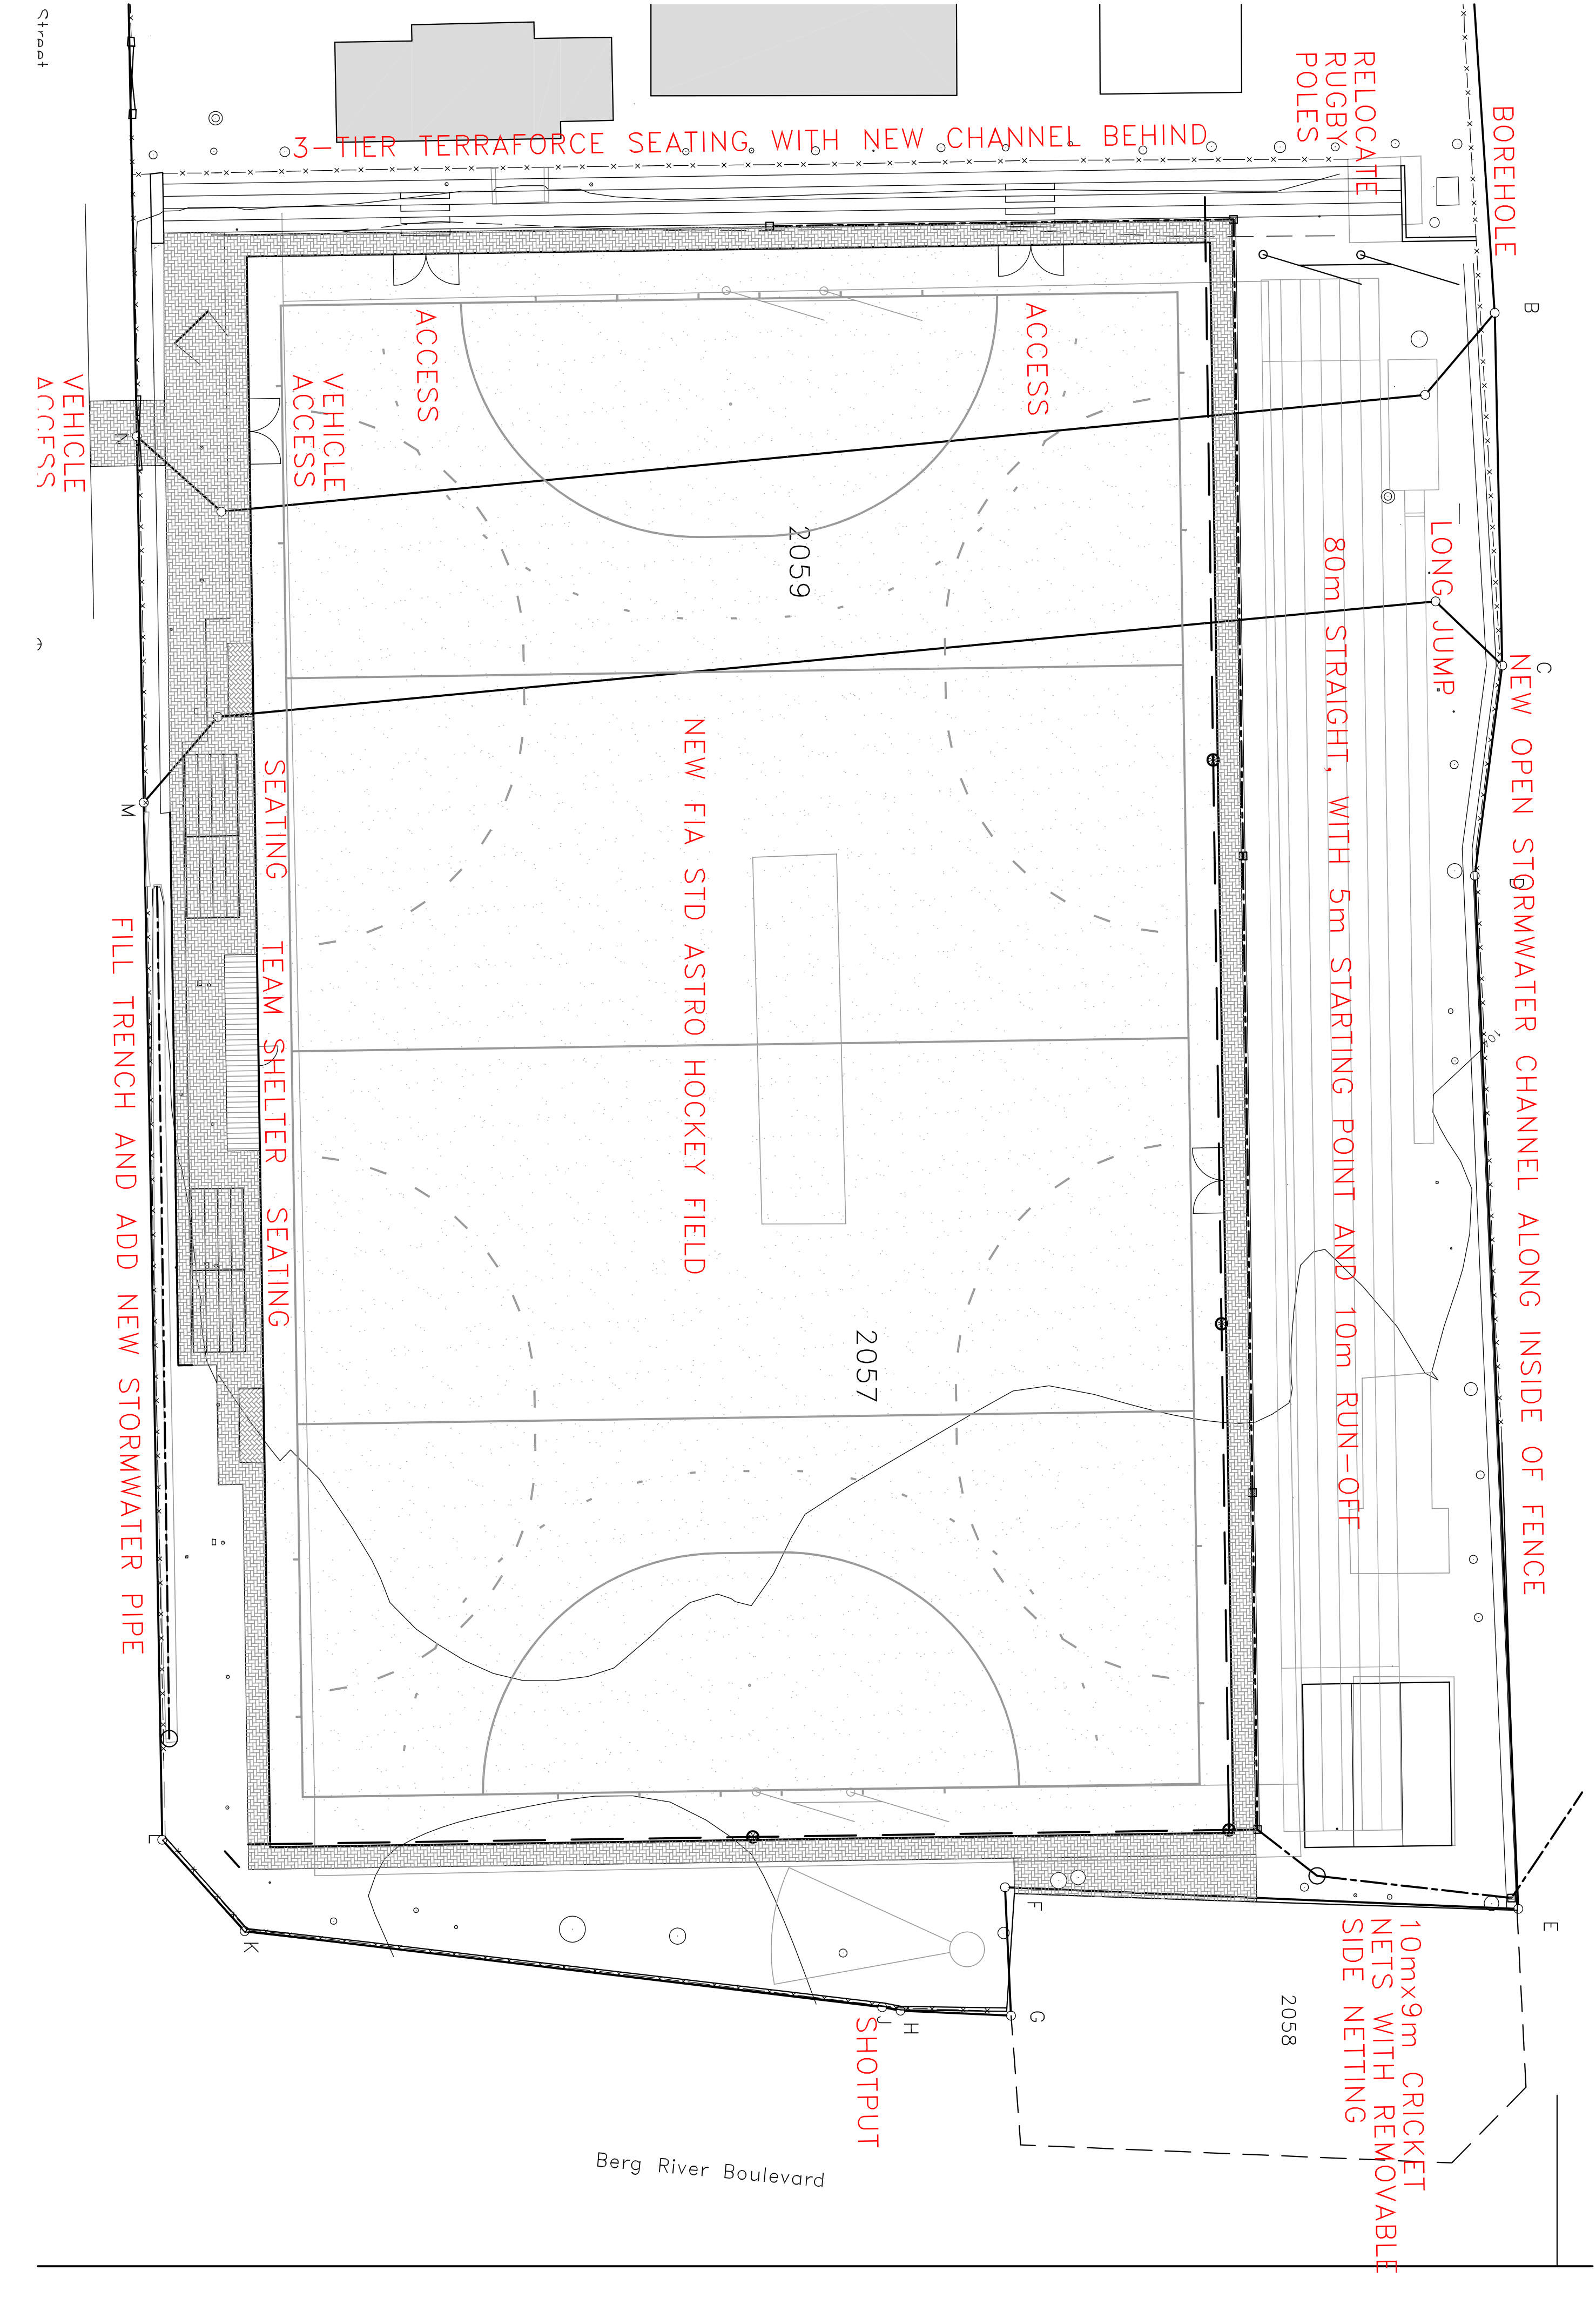 Street
3-TIER TERRAFORCE SEATING WITH NEW CHANNEL BEHIND
RELOCATE
RUGBY
POLES
BOREHOLE
B
ACCESS
ACCESS
VEHICLE
ACCESS
VEHICLE
ACCESS
N
2059
LONG JUMP
80m STRAIGHT, WITH 5m STARTING POINT AND 10m RUN-OFF
C
NEW OPEN STORMWATER CHANNEL ALONG INSIDE OF FENCE
D
M
SEATING
TEAM SHELTER
SEATING
NEW FIA STD ASTRO HOCKEY FIELD
FILL TRENCH AND ADD NEW STORMWATER PIPE
2057
L
K
F
E
G
H
J
SHOTPUT
2058
10mx9m CRICKET
NETS WITH REMOVABLE
SIDE NETTING
Berg River Boulevard